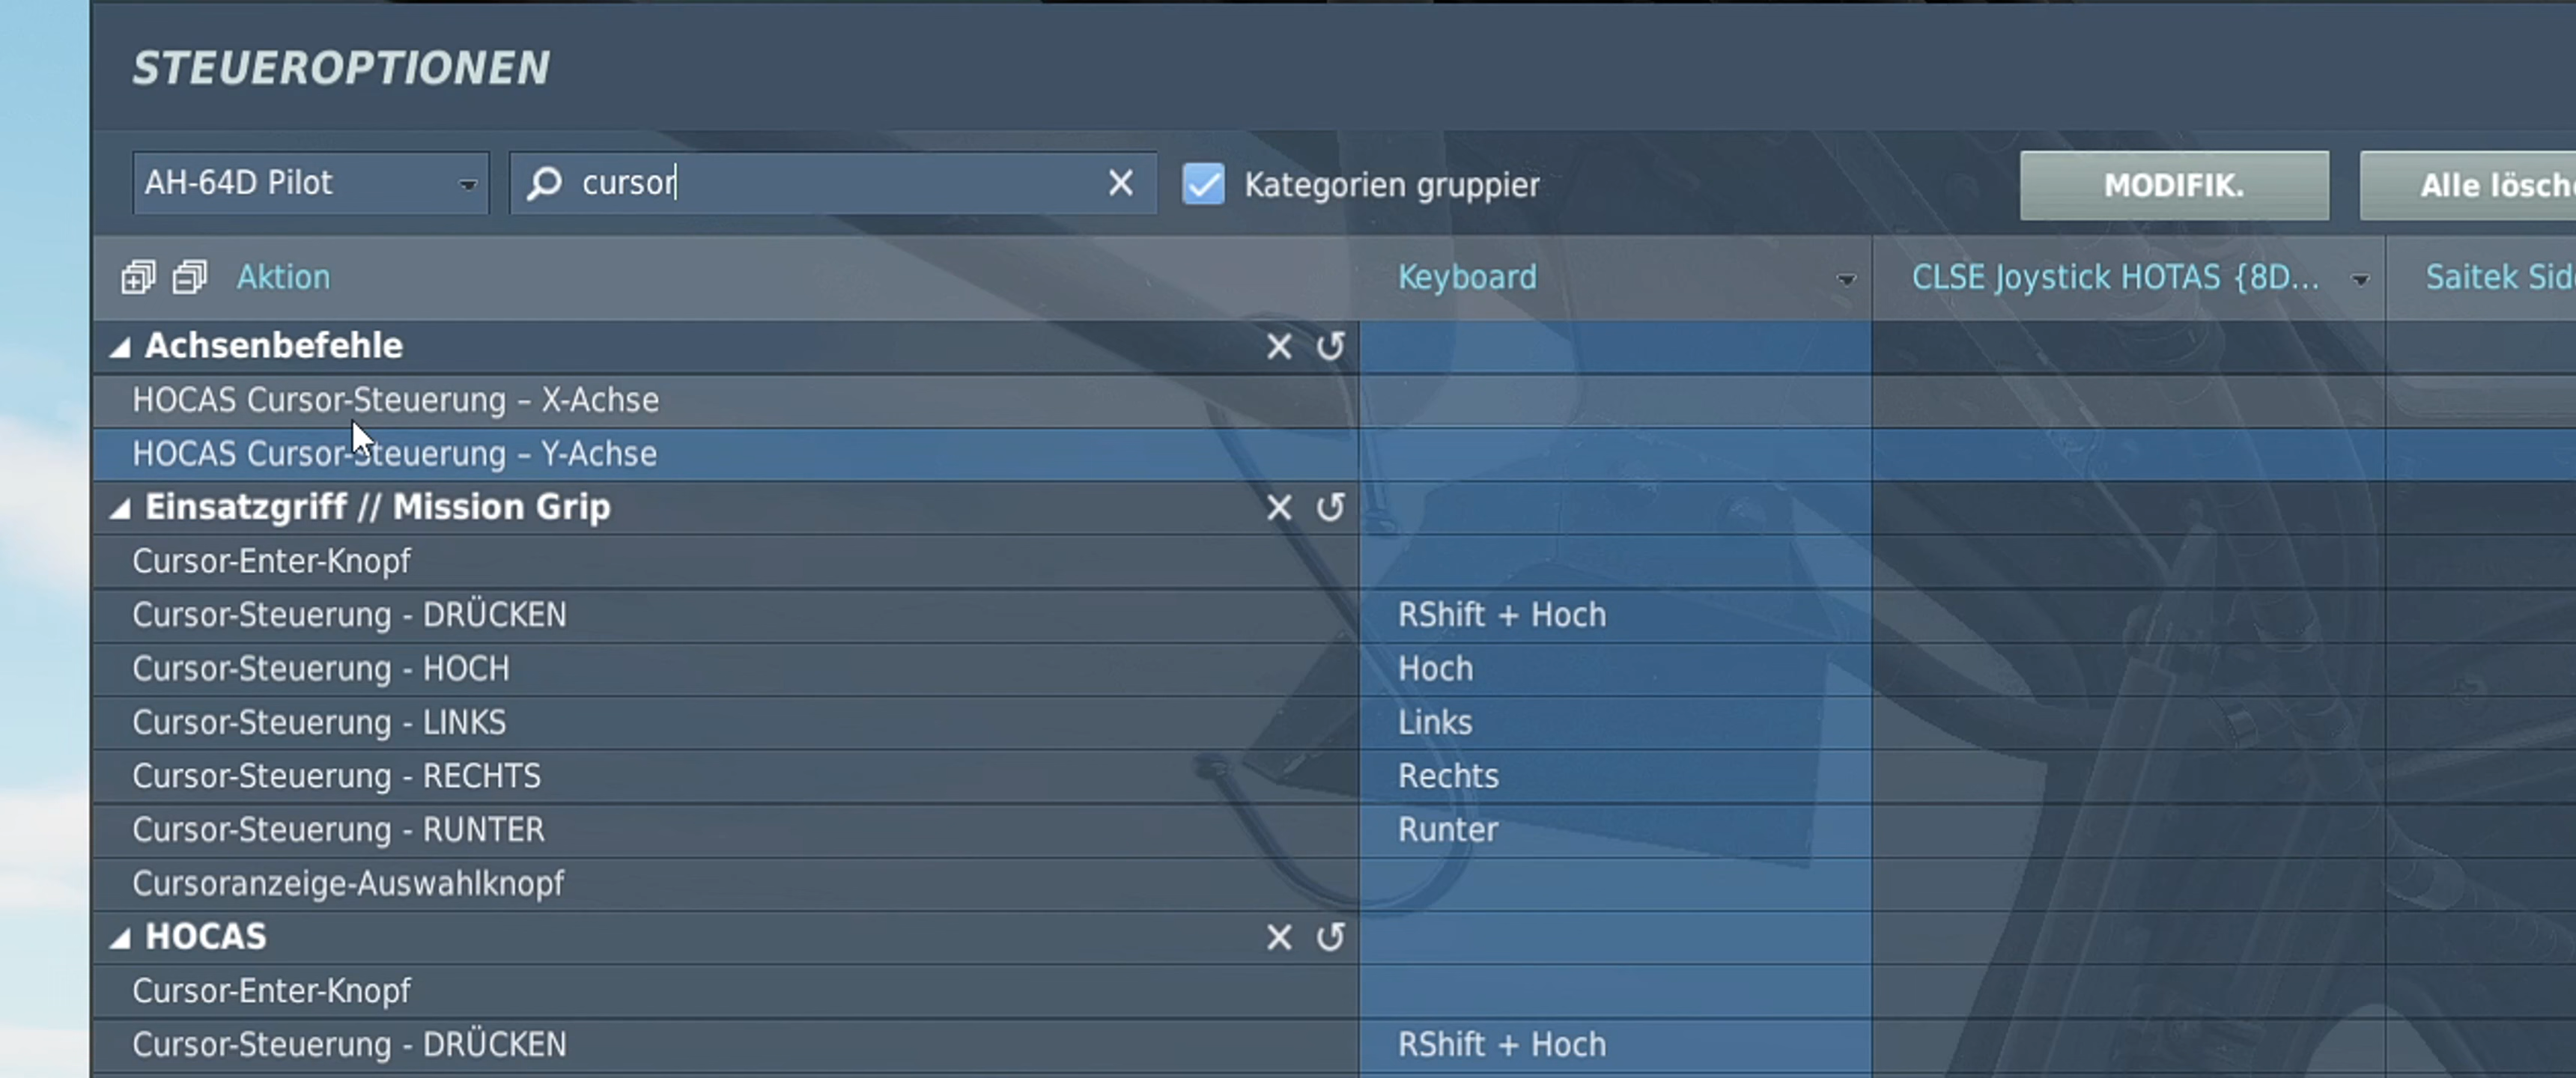 STEUEROPTIONEN
AH-64D Pilot cursor Kategorien gruppier MODIFIK. Alle lösch
Aktion Keyboard CLSE Joystick HOTAS {8D... Saitek Sid
Achsenbefehle
HOCAS Cursor-Steuerung – X-Achse
HOCAS Cursor-Steuerung – Y-Achse
Einsatzgriff // Mission Grip
Cursor-Enter-Knopf
Cursor-Steuerung - DRÜCKEN RShift + Hoch
Cursor-Steuerung - HOCH Hoch
Cursor-Steuerung - LINKS Links
Cursor-Steuerung - RECHTS Rechts
Cursor-Steuerung - RUNTER Runter
Cursoranzeige-Auswahlknopf
HOCAS
Cursor-Enter-Knopf
Cursor-Steuerung - DRÜCKEN RShift + Hoch